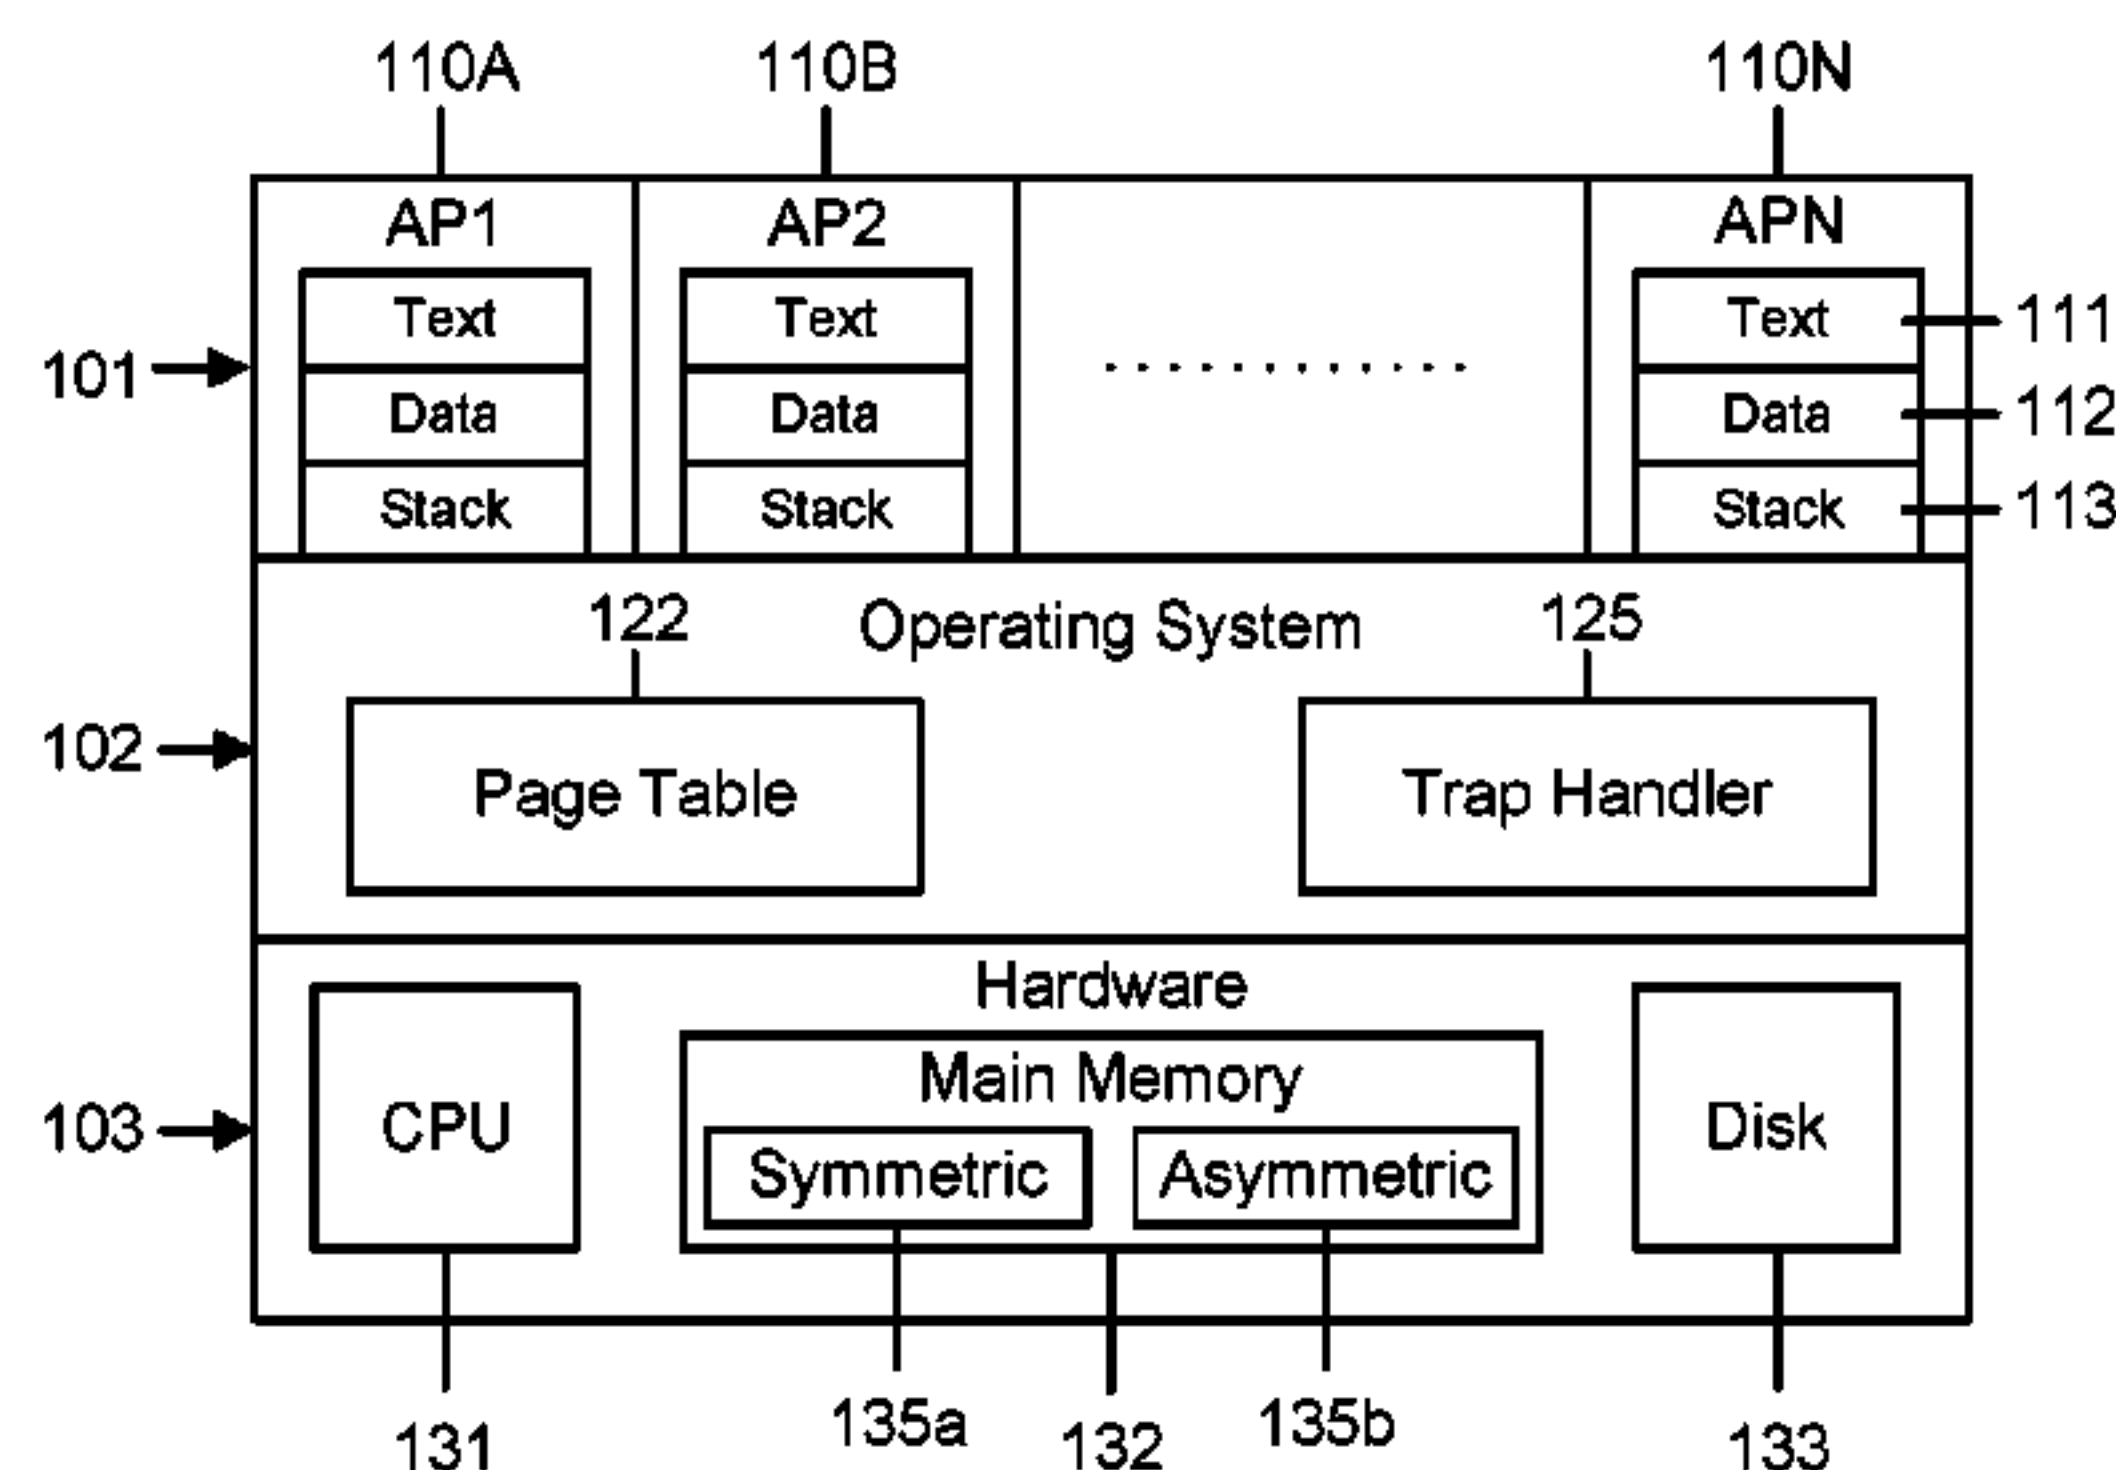 110A 110B 110N
AP1 AP2 APN
Text Text Text 111
101
Data Data ............ Data 112
Stack Stack Stack 113
122 Operating System 125
102
Page Table Trap Handler
Hardware
Main Memory
103 CPU Disk
Symmetric Asymmetric
131 135a 132 135b 133